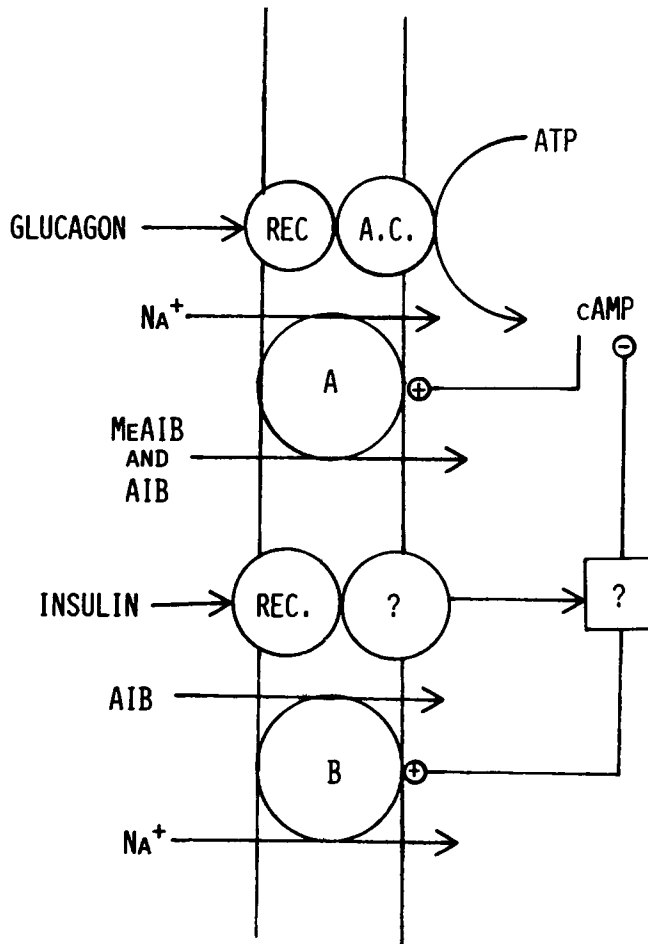 ATP
GLUCAGON
REC
A.C.
Na+
cAMP
−
A
+
MeAIB
AND
AIB
INSULIN
REC.
?
?
AIB
B
+
Na+